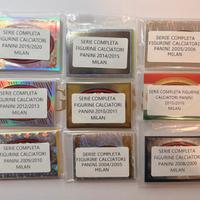 SERIE COMPLETA
FIGURINE CALCIATORI
PANINI 2019/2020
MILAN
SERIE COMPLETA
FIGURINE CALCIATORI
PANINI 2014/2015
MILAN
SERIE COMPLETA
FIGURINE CALCIATORI
PANINI 2005/2006
MILAN
SERIE COMPLETA
FIGURINE CALCIATORI
PANINI 2012/2013
MILAN
SERIE COMPLETA
FIGURINE CALCIATORI
PANINI 2010/2011
MILAN
SERIE COMPLETA FIGURINE
CALCIATORI PANINI
MILAN
SERIE COMPLETA
FIGURINE CALCIATORI
PANINI 2009/2010
MILAN
SERIE COMPLETA
FIGURINE CALCIATORI
PANINI 2004/2005
MILAN
SERIE COMPLETA
FIGURINE CALCIATORI
PANINI 2008/2009
MILAN